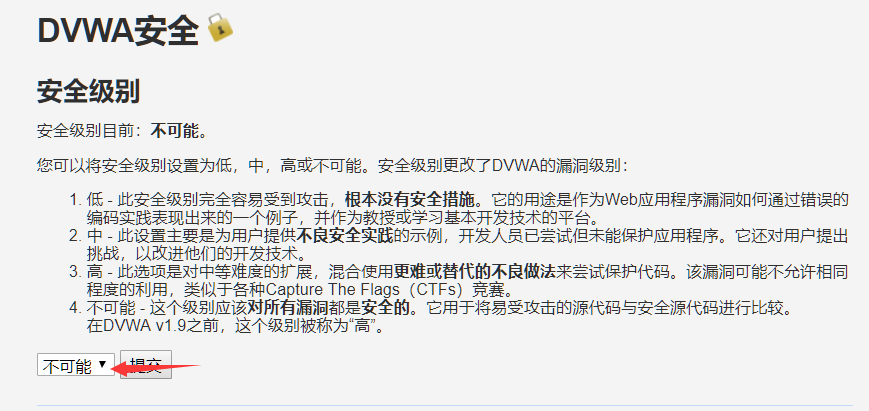 DVWA安全
安全级别
安全级别目前：不可能。
您可以将安全级别设置为低，中，高或不可能。安全级别更改了DVWA的漏洞级别：
1. 低 - 此安全级别完全容易受到攻击，根本没有安全措施。它的用途是作为Web应用程序漏洞如何通过错误的
编码实践表现出来的一个例子，并作为教授或学习基本开发技术的平台。
2. 中 - 此设置主要是为用户提供不良安全实践的示例，开发人员已尝试但未能保护应用程序。它还对用户提出
挑战，以改进他们的开发技术。
3. 高 - 此选项是对中等难度的扩展，混合使用更难或替代的不良做法来尝试保护代码。该漏洞可能不允许相同
程度的利用，类似于各种Capture The Flags（CTFs）竞赛。
4. 不可能 - 这个级别应该对所有漏洞都是安全的。它用于将易受攻击的源代码与安全源代码进行比较。
在DVWA v1.9之前，这个级别被称为“高”。
不可能 提交